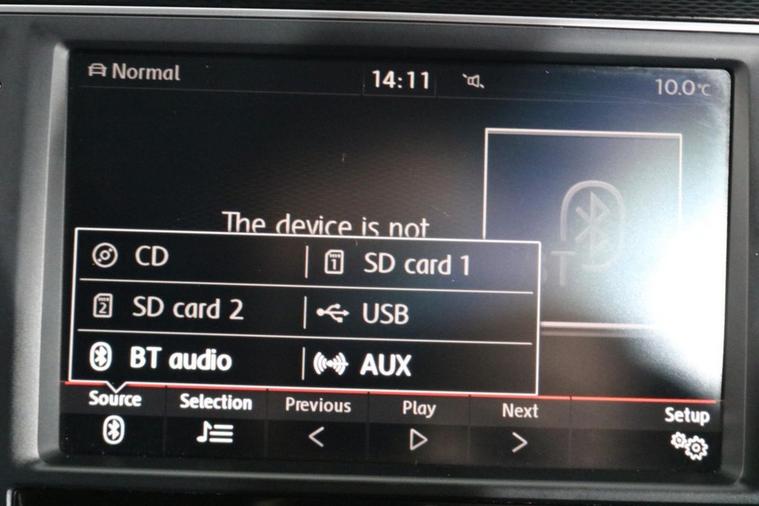 Normal 14:11 10.0°C
The device is not
BT
CD SD card 1
SD card 2 USB
BT audio AUX
Source Selection Previous Play Next Setup